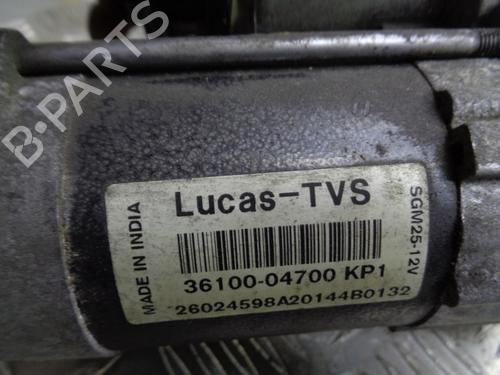 B-PARTS
Lucas-TVS
MADE IN INDIA
SGM25-12V
36100-04700 KP1
26024598A20144B0132